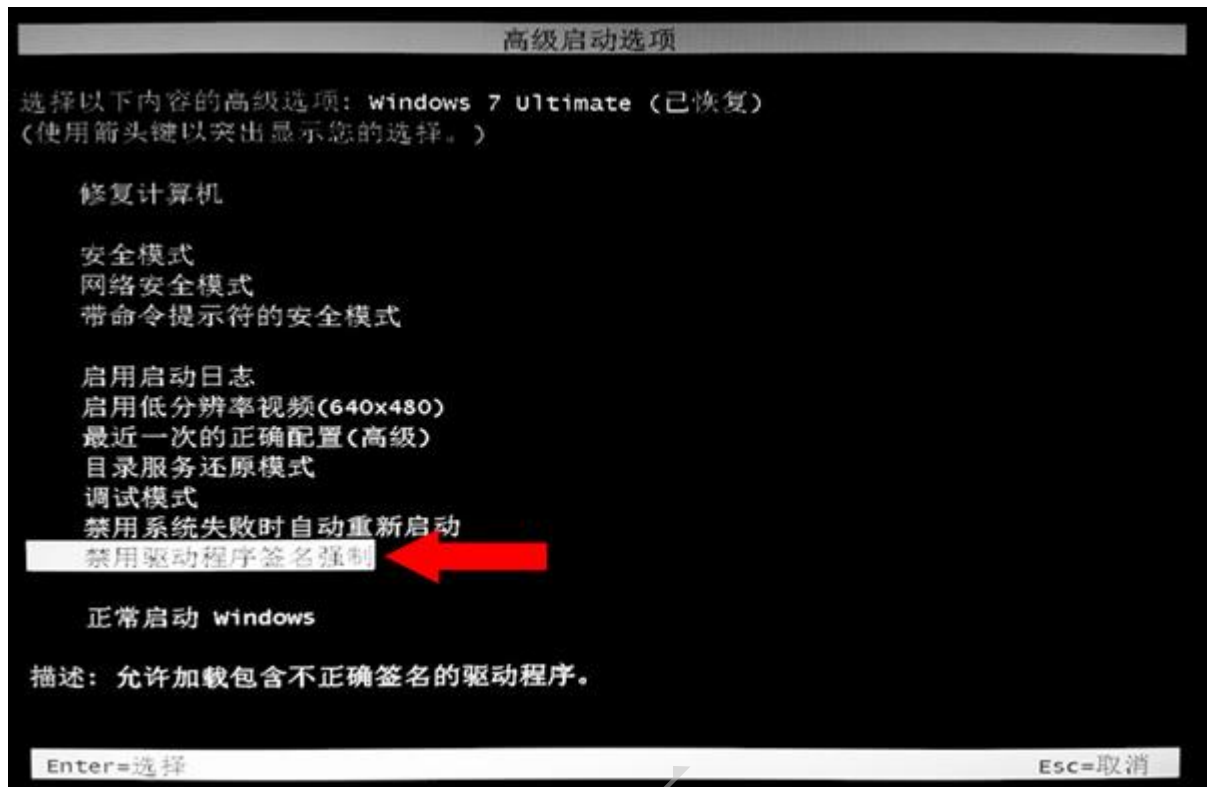 高级启动选项
选择以下内容的高级选项: Windows 7 Ultimate (已恢复)
(使用箭头键以突出显示您的选择。)
修复计算机
安全模式
网络安全模式
带命令提示符的安全模式
启用启动日志
启用低分辨率视频(640x480)
最近一次的正确配置(高级)
目录服务还原模式
调试模式
禁用系统失败时自动重新启动
禁用驱动程序签名强制
正常启动 Windows
描述: 允许加载包含不正确签名的驱动程序。
Enter=选择 Esc=取消